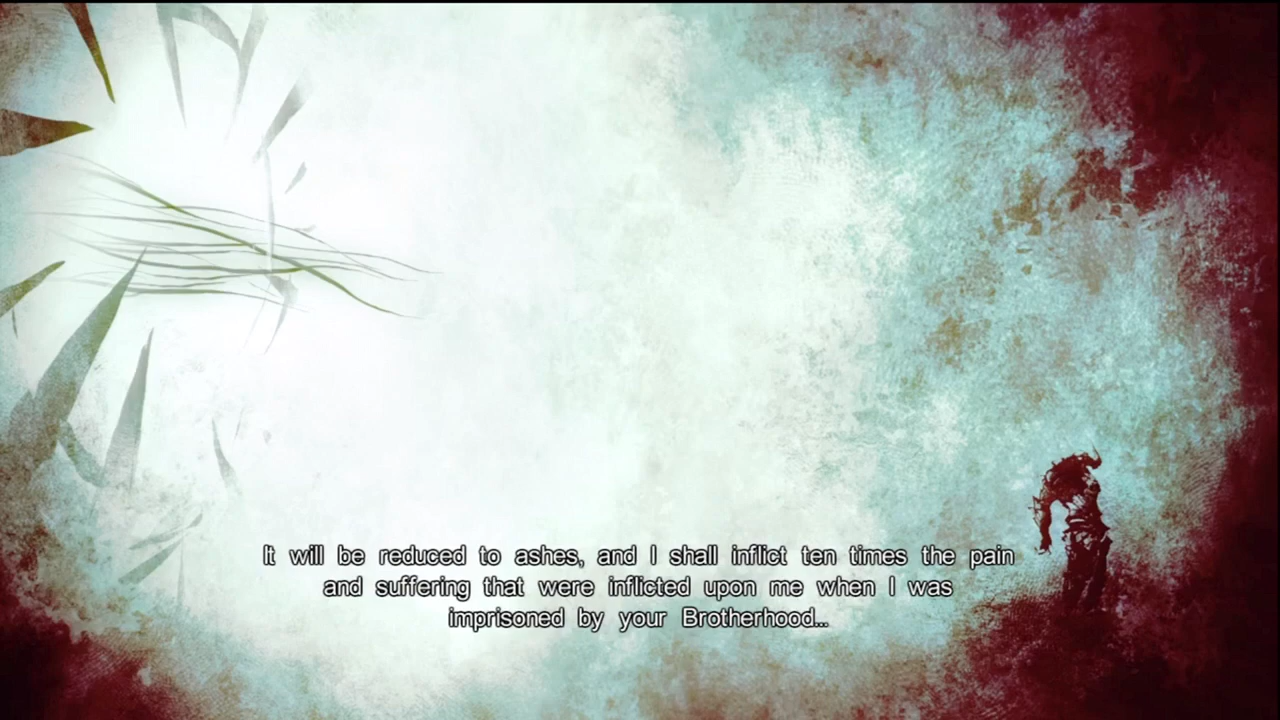 It will be reduced to ashes, and I shall inflict ten times the pain
and suffering that were inflicted upon me when I was
imprisoned by your Brotherhood...